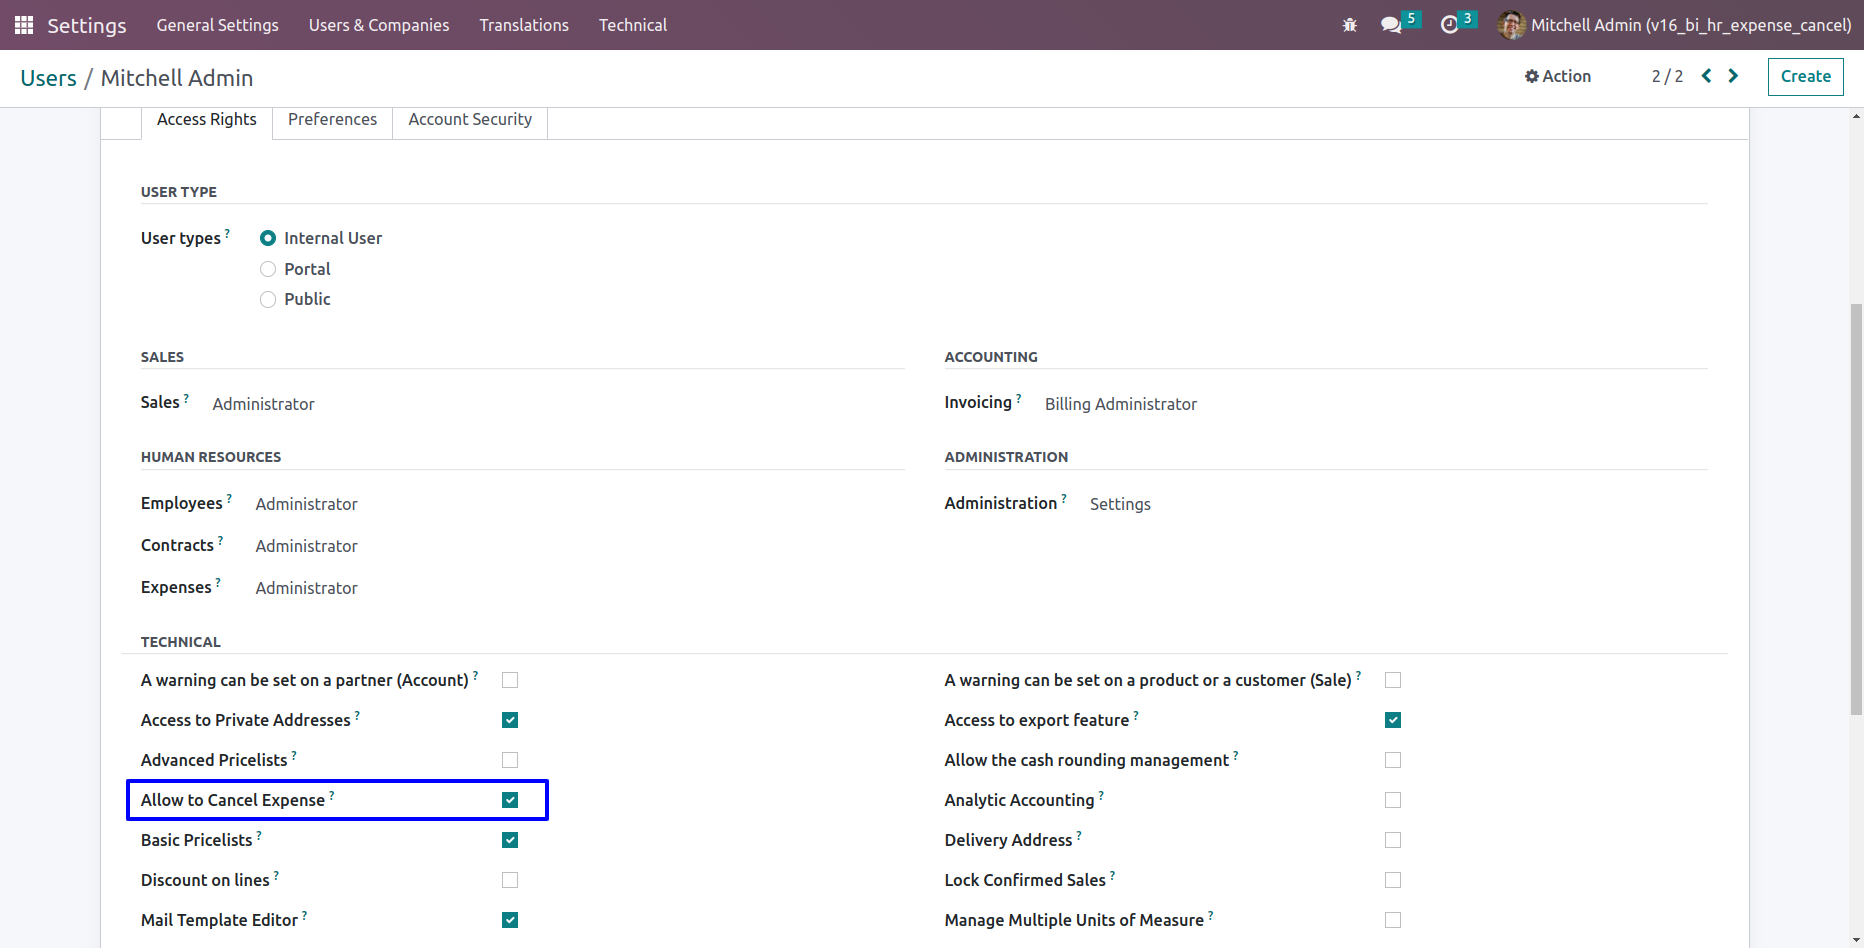 Settings General Settings Users & Companies Translations Technical 5 3 Mitchell Admin (v16_bi_hr_expense_cancel)
Users / Mitchell Admin Action 2 / 2 Create
Access Rights Preferences Account Security
USER TYPE
User types ? Internal User
Portal
Public
SALES ACCOUNTING
Sales ? Administrator Invoicing ? Billing Administrator
HUMAN RESOURCES ADMINISTRATION
Employees ? Administrator Administration ? Settings
Contracts ? Administrator
Expenses ? Administrator
TECHNICAL
A warning can be set on a partner (Account) ? A warning can be set on a product or a customer (Sale) ?
Access to Private Addresses ? Access to export feature ?
Advanced Pricelists ? Allow the cash rounding management ?
Allow to Cancel Expense ? Analytic Accounting ?
Basic Pricelists ? Delivery Address ?
Discount on lines ? Lock Confirmed Sales ?
Mail Template Editor ? Manage Multiple Units of Measure ?